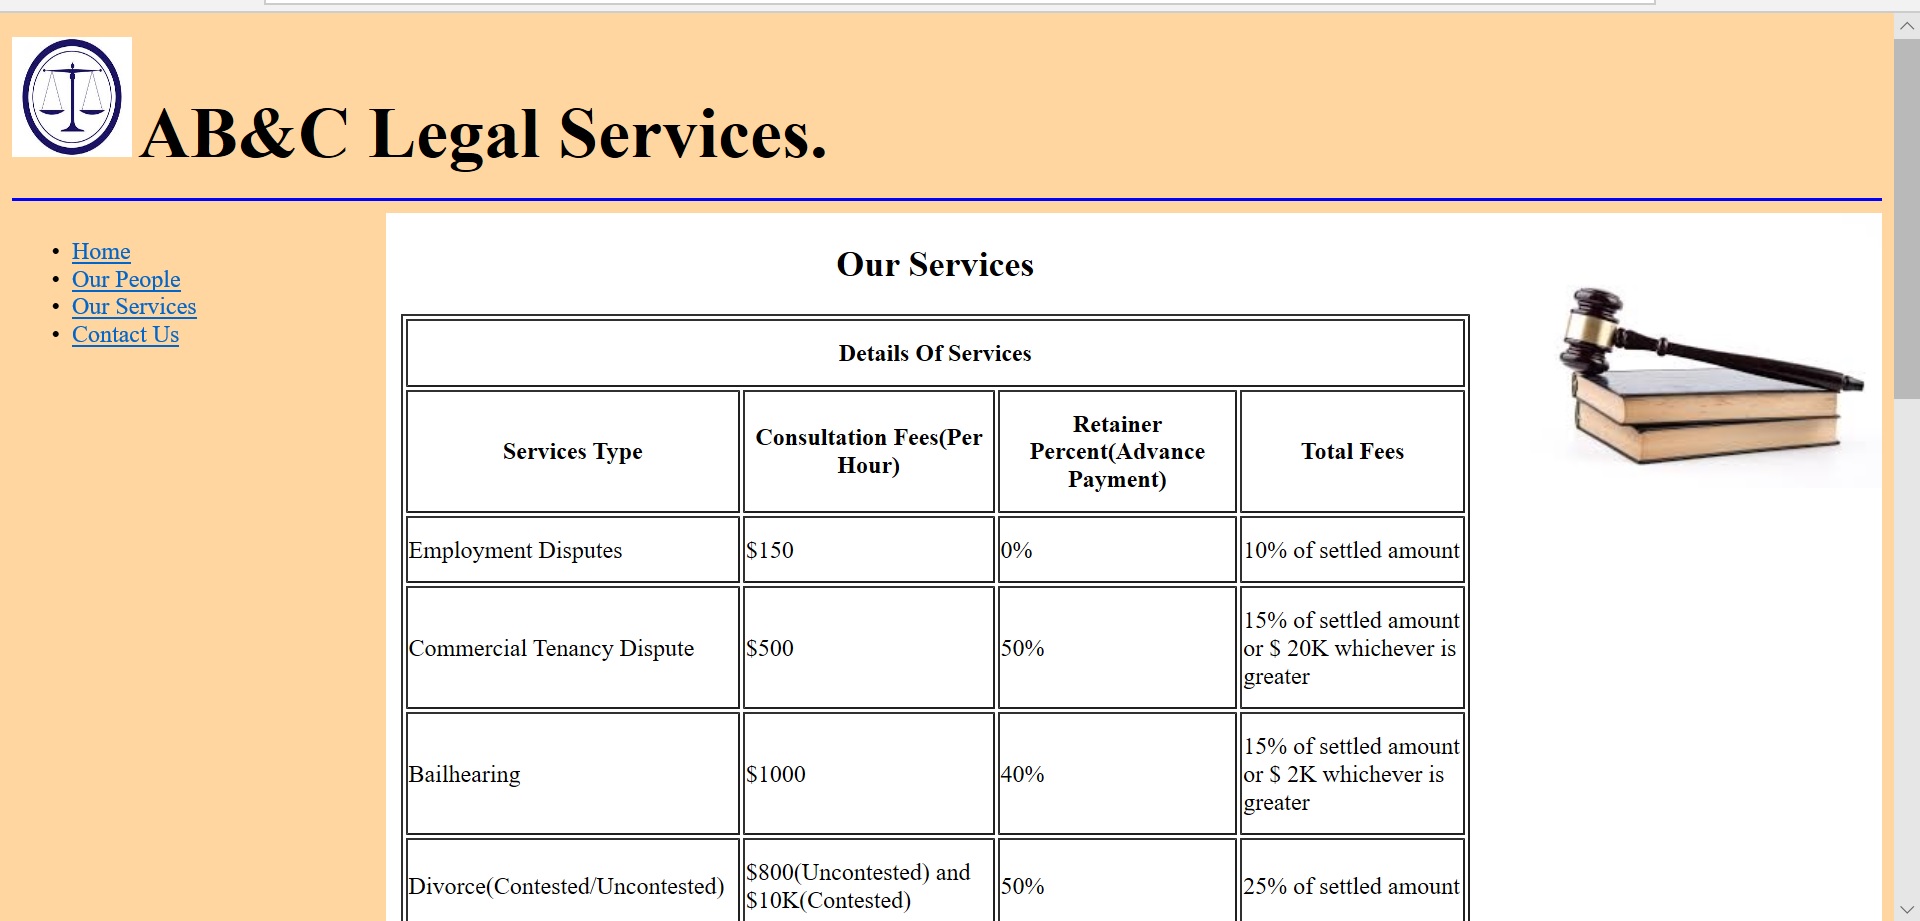 AB&C Legal Services.
Home
Our People
Our Services
Contact Us
Our Services
Details Of Services
Services Type
Consultation Fees(Per
Hour)
Retainer
Percent(Advance
Payment)
Total Fees
Employment Disputes
$150
0%
10% of settled amount
Commercial Tenancy Dispute
$500
50%
15% of settled amount
or $ 20K whichever is
greater
Bailhearing
$1000
40%
15% of settled amount
or $ 2K whichever is
greater
Divorce(Contested/Uncontested)
$800(Uncontested) and
$10K(Contested)
50%
25% of settled amount